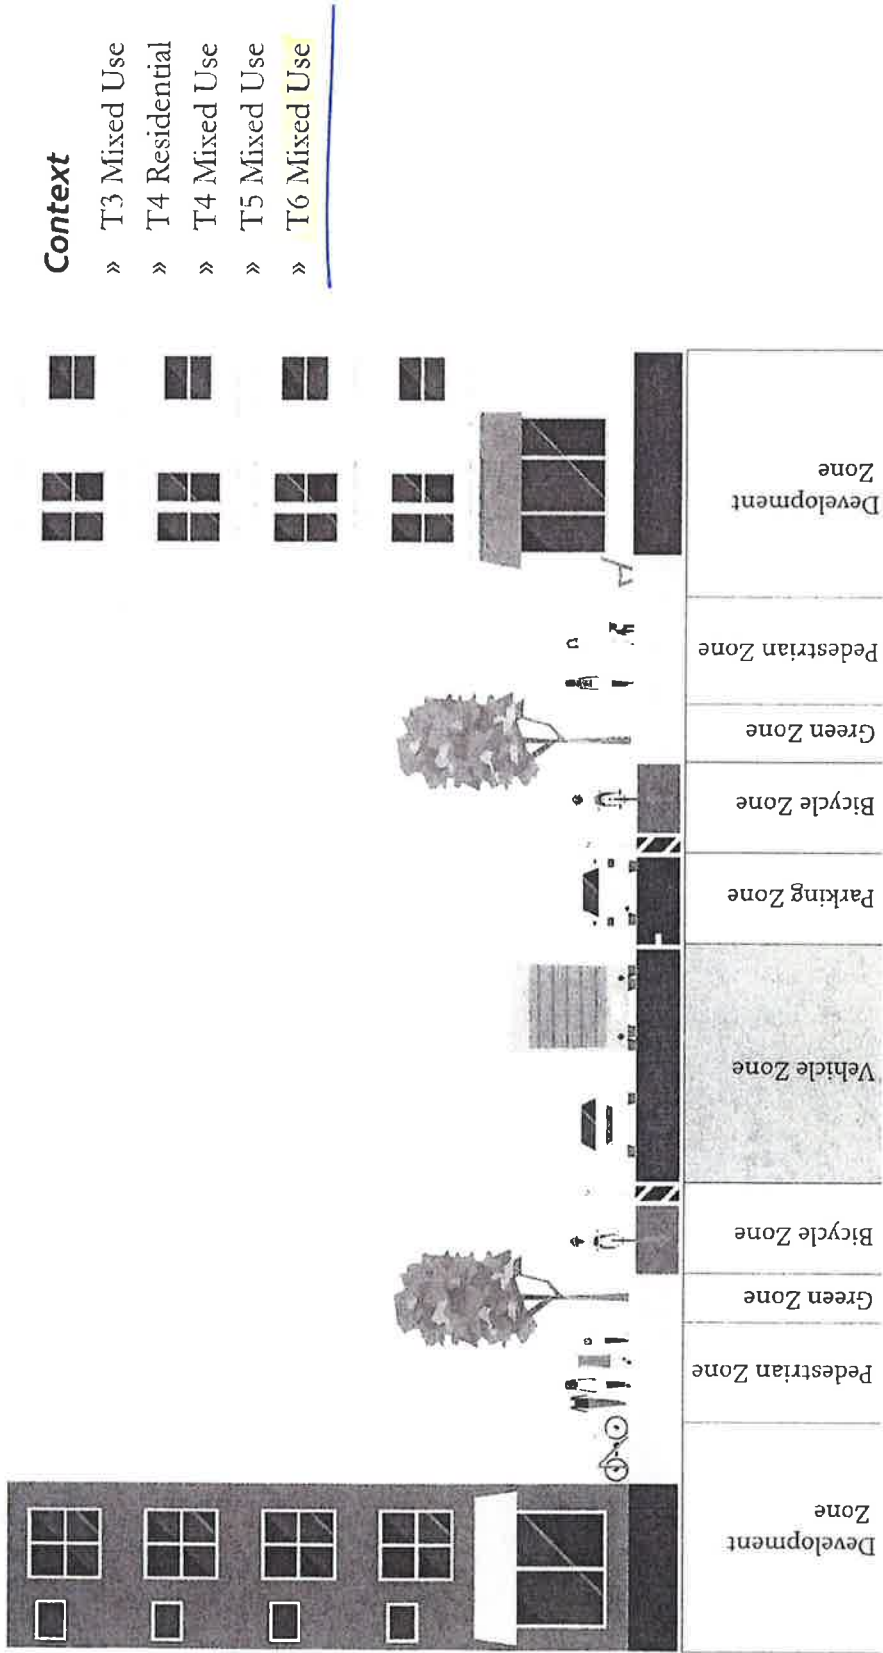 Context
» T3 Mixed Use
» T4 Residential
» T4 Mixed Use
» T5 Mixed Use
» T6 Mixed Use
Development
Zone
Pedestrian Zone
Green Zone
Bicycle Zone
Vehicle Zone
Parking Zone
Bicycle Zone
Green Zone
Pedestrian Zone
Development
Zone